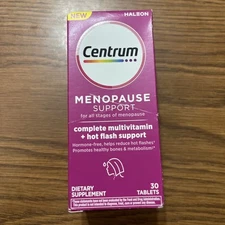 NEW
HALEON
Centrum
MENOPAUSE
SUPPORT
for all stages of menopause
complete multivitamin
+ hot flash support
Hormone-free, helps reduce hot flashes*
Promotes healthy bones & metabolism*
DIETARY
SUPPLEMENT
30
TABLETS